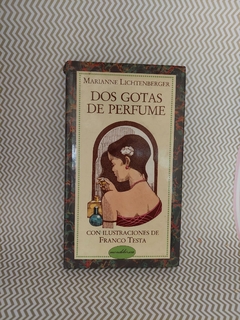 MARIANNE LICHTENBERGER
DOS GOTAS
DE PERFUME
CON ILUSTRACIONES DE
FRANCO TESTA